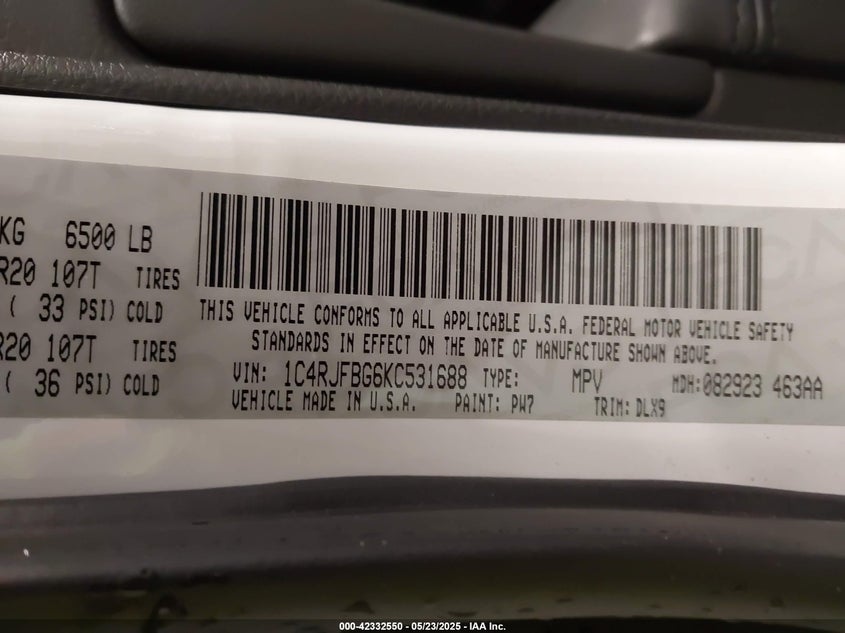 KG 6500 LB
R20 107T TIRES
( 33 PSI) COLD
R20 107T TIRES
( 36 PSI) COLD
THIS VEHICLE CONFORMS TO ALL APPLICABLE U.S.A. FEDERAL MOTOR VEHICLE SAFETY
STANDARDS IN EFFECT ON THE DATE OF MANUFACTURE SHOWN ABOVE.
VIN: 1C4RJFBG6KC531688 TYPE: MPV MDH:082923 463AA
VEHICLE MADE IN U.S.A. PAINT: PW7 TRIM: DLX9
000-42332550 - 05/23/2025 - IAA Inc.